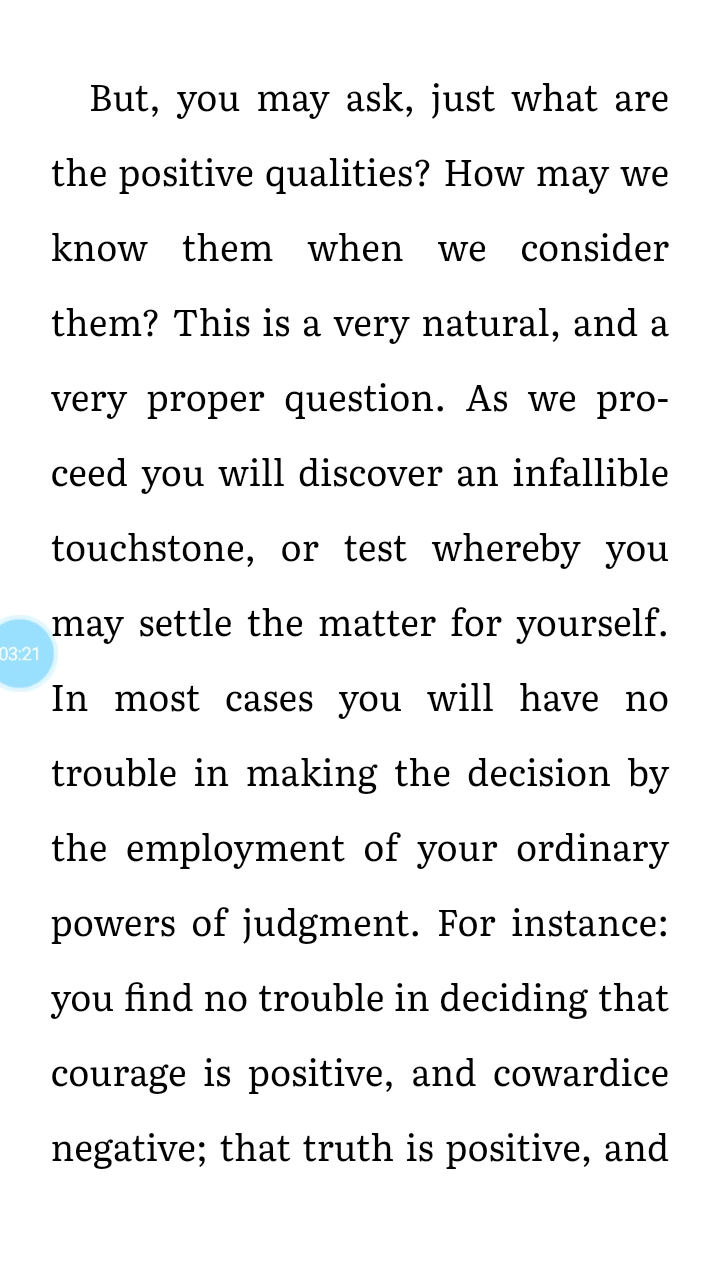 But, you may ask, just what are
the positive qualities? How may we
know them when we consider
them? This is a very natural, and a
very proper question. As we pro-
ceed you will discover an infallible
touchstone, or test whereby you
may settle the matter for yourself.
03:21
In most cases you will have no
trouble in making the decision by
the employment of your ordinary
powers of judgment. For instance:
you find no trouble in deciding that
courage is positive, and cowardice
negative; that truth is positive, and